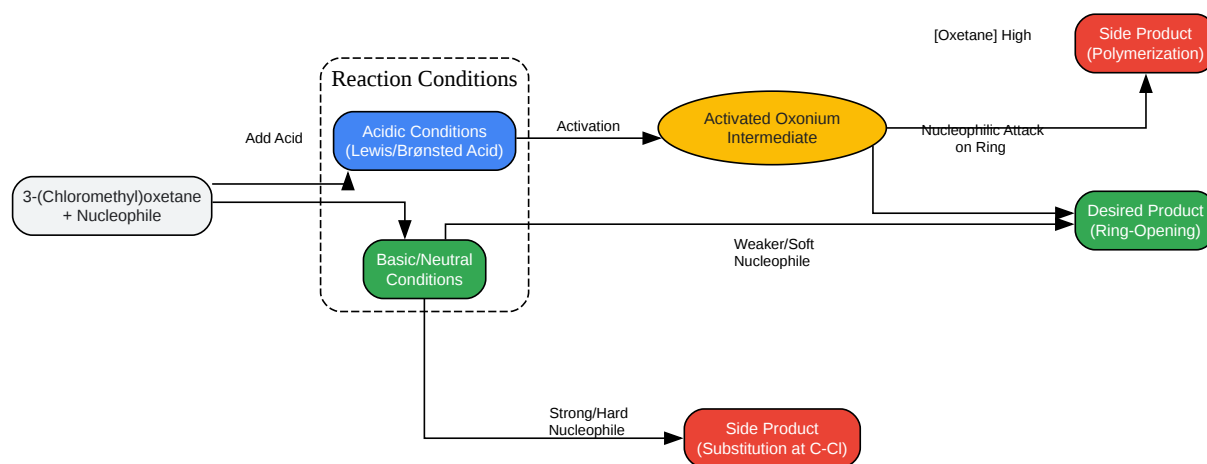 [Oxetane] High
Side Product
(Polymerization)
Reaction Conditions
Add Acid
Acidic Conditions
(Lewis/Brønsted Acid)
Activation
Activated Oxonium
Intermediate
Nucleophilic Attack
on Ring
3-(Chloromethyl)oxetane
+ Nucleophile
Desired Product
(Ring-Opening)
Basic/Neutral
Conditions
Weaker/Soft
Nucleophile
Strong/Hard
Nucleophile
Side Product
(Substitution at C-Cl)